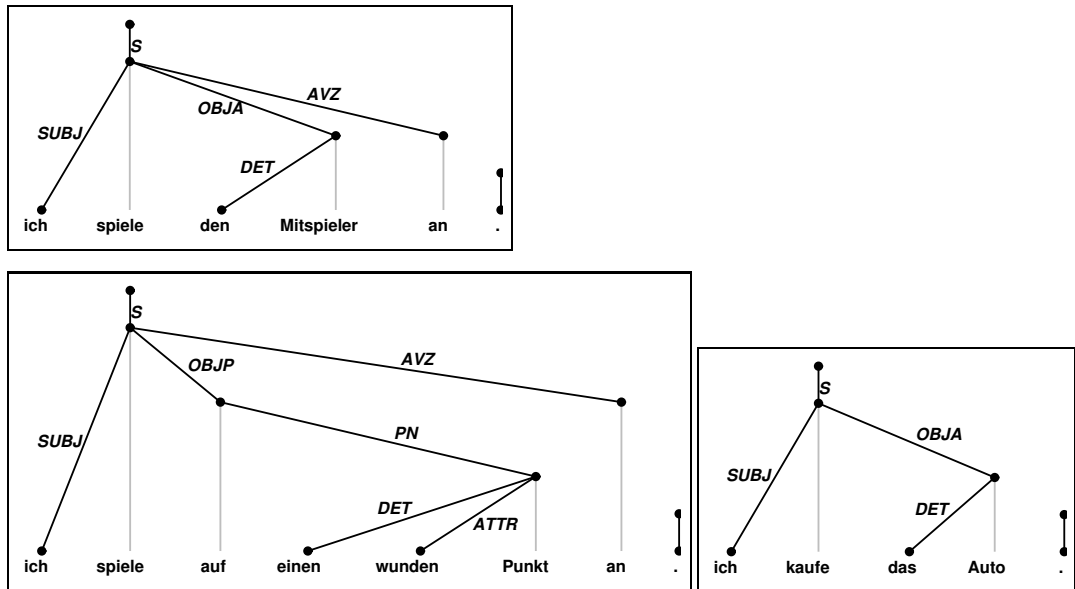 S
AVZ
OBJA
SUBJ
DET
ich spiele den Mitspieler an .
S
AVZ
OBJP
SUBJ
PN
DET
ATTR
ich spiele auf einen wunden Punkt an .
S
OBJA
SUBJ
DET
ich kaufe das Auto .